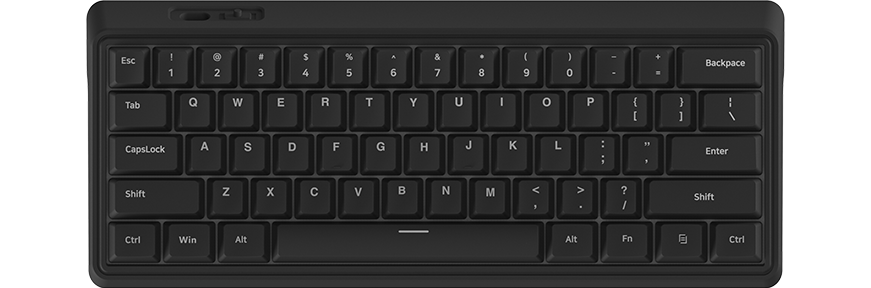 Esc ! 1 @ 2 # 3 $ 4 % 5 ^ 6 & 7 * 8 ( 9 ) 0 _ - + = Backpace
Tab Q W E R T Y U I O P { [ } ] ¦ \
CapsLock A S D F G H J K L : ; " , Enter
Shift Z X C V B N M < , > . ? / Shift
Ctrl Win Alt Alt Fn Ctrl